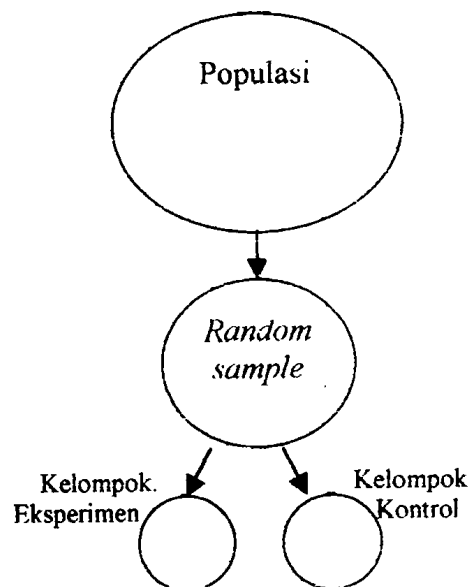 Populasi
Random
sample
Kelompok.
Eksperimen
Kelompok
Kontrol